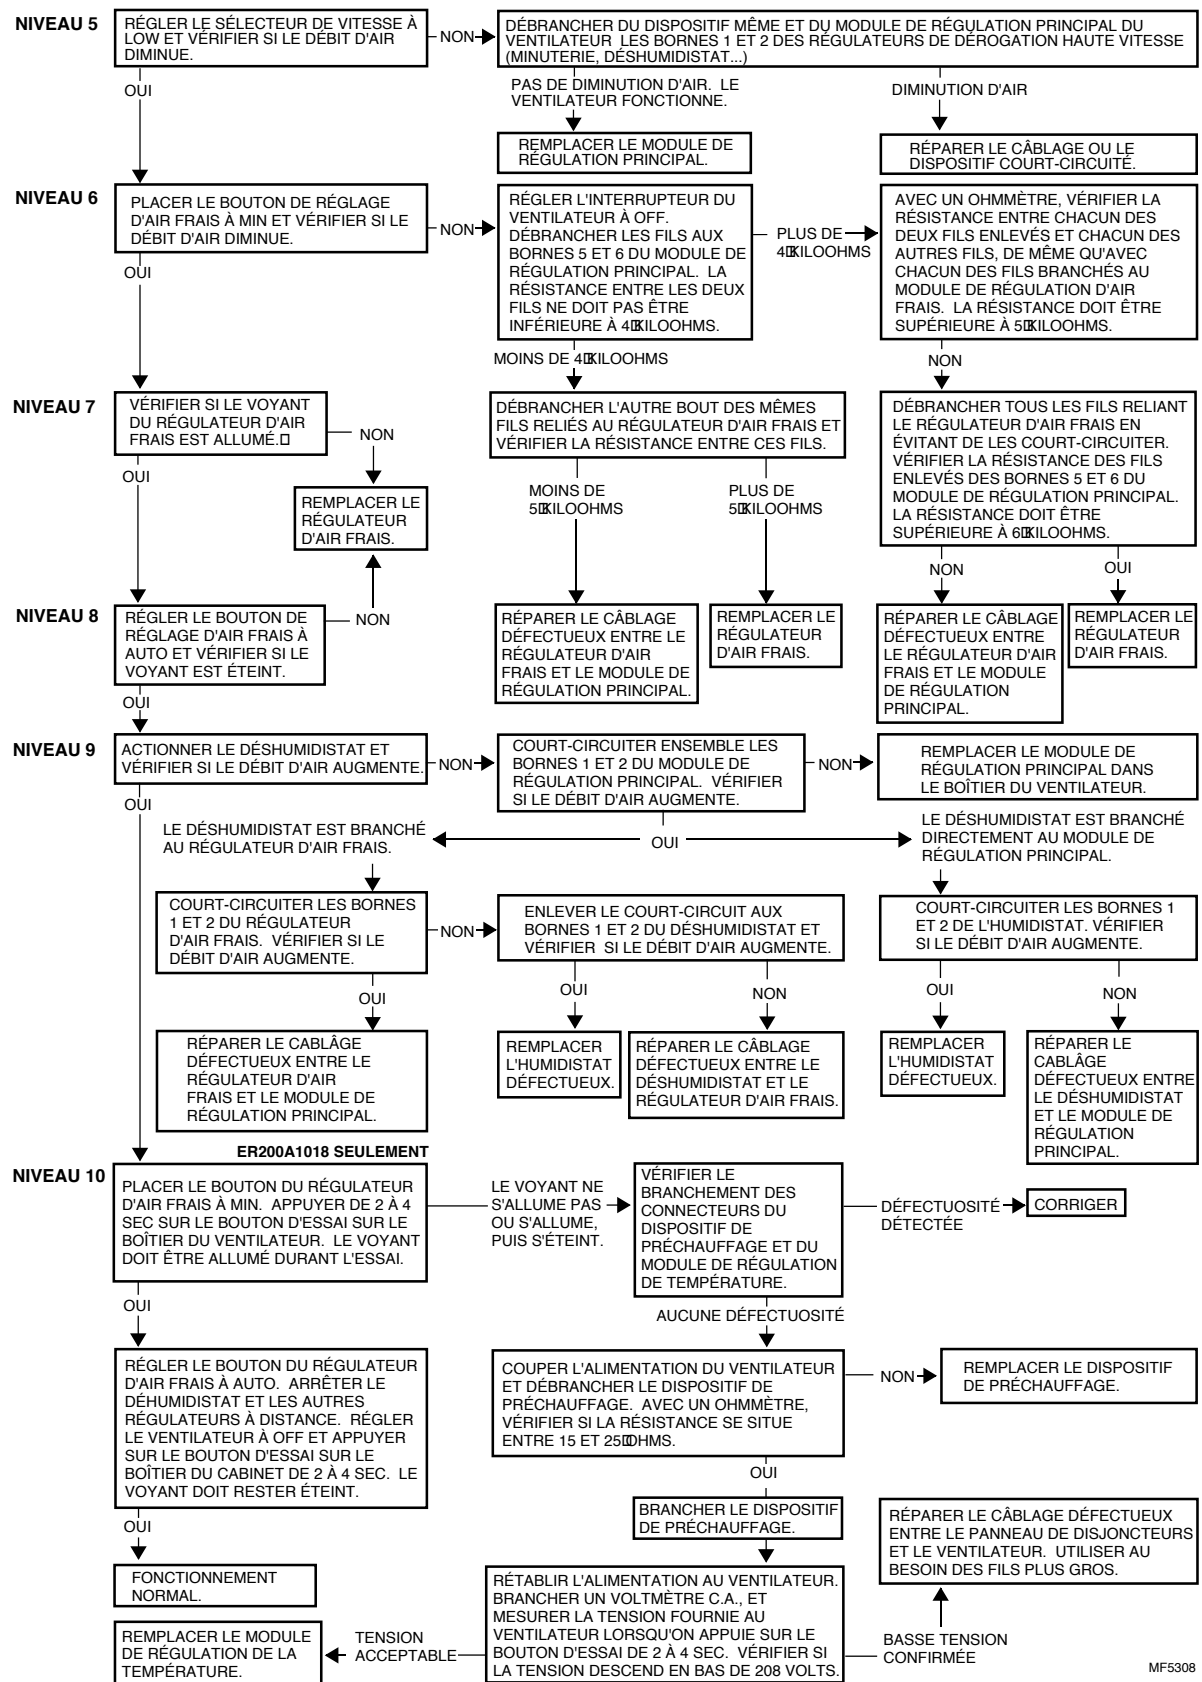 NIVEAU 5
RÉGLER LE SÉLECTEUR DE VITESSE À
LOW ET VÉRIFIER SI LE DÉBIT D'AIR
DIMINUE.
NON
DÉBRANCHER DU DISPOSITIF MÊME ET DU MODULE DE RÉGULATION PRINCIPAL DU
VENTILATEUR LES BORNES 1 ET 2 DES RÉGULATEURS DE DÉROGATION HAUTE VITESSE
(MINUTERIE, DÉSHUMIDISTAT...)
OUI
PAS DE DIMINUTION D'AIR. LE
VENTILATEUR FONCTIONNE.
DIMINUTION D'AIR
REMPLACER LE MODULE DE
RÉGULATION PRINCIPAL.
RÉPARER LE CÂBLAGE OU LE
DISPOSITIF COURT-CIRCUITÉ.
NIVEAU 6
PLACER LE BOUTON DE RÉGLAGE
D'AIR FRAIS À MIN ET VÉRIFIER SI LE
DÉBIT D'AIR DIMINUE.
NON
RÉGLER L'INTERRUPTEUR DU
VENTILATEUR À OFF.
DÉBRANCHER LES FILS AUX
BORNES 5 ET 6 DU MODULE DE
RÉGULATION PRINCIPAL. LA
RÉSISTANCE ENTRE LES DEUX
FILS NE DOIT PAS ÊTRE
INFÉRIEURE À 4 KILOOHMS.
PLUS DE
4 KILOOHMS
AVEC UN OHMMÈTRE, VÉRIFIER LA
RÉSISTANCE ENTRE CHACUN DES
DEUX FILS ENLEVÉS ET CHACUN DES
AUTRES FILS, DE MÊME QU'AVEC
CHACUN DES FILS BRANCHÉS AU
MODULE DE RÉGULATION D'AIR
FRAIS. LA RÉSISTANCE DOIT ÊTRE
SUPÉRIEURE À 5 KILOOHMS.
OUI
MOINS DE 4 KILOOHMS
NON
NIVEAU 7
VÉRIFIER SI LE VOYANT
DU RÉGULATEUR D'AIR
FRAIS EST ALLUMÉ.
NON
OUI
REMPLACER LE
RÉGULATEUR
D'AIR FRAIS.
DÉBRANCHER L'AUTRE BOUT DES MÊMES
FILS RELIÉS AU RÉGULATEUR D'AIR FRAIS ET
VÉRIFIER LA RÉSISTANCE ENTRE CES FILS.
MOINS DE
5 KILOOHMS
PLUS DE
5 KILOOHMS
DÉBRANCHER TOUS LES FILS RELIANT
LE RÉGULATEUR D'AIR FRAIS EN
ÉVITANT DE LES COURT-CIRCUITER.
VÉRIFIER LA RÉSISTANCE DES FILS
ENLEVÉS DES BORNES 5 ET 6 DU
MODULE DE RÉGULATION PRINCIPAL.
LA RÉSISTANCE DOIT ÊTRE
SUPÉRIEURE À 6 KILOOHMS.
NON
OUI
NIVEAU 8
RÉGLER LE BOUTON DE
RÉGLAGE D'AIR FRAIS À
AUTO ET VÉRIFIER SI LE
VOYANT EST ÉTEINT.
NON
RÉPARER LE CÂBLAGE
DÉFECTUEUX ENTRE LE
RÉGULATEUR D'AIR
FRAIS ET LE MODULE DE
RÉGULATION PRINCIPAL.
REMPLACER LE
RÉGULATEUR
D'AIR FRAIS.
RÉPARER LE CÂBLAGE
DÉFECTUEUX ENTRE
LE RÉGULATEUR D'AIR
FRAIS ET LE MODULE
DE RÉGULATION
PRINCIPAL.
REMPLACER LE
RÉGULATEUR
D'AIR FRAIS.
OUI
NIVEAU 9
ACTIONNER LE DÉSHUMIDISTAT ET
VÉRIFIER SI LE DÉBIT D'AIR AUGMENTE.
NON
COURT-CIRCUITER ENSEMBLE LES
BORNES 1 ET 2 DU MODULE DE
RÉGULATION PRINCIPAL. VÉRIFIER
SI LE DÉBIT D'AIR AUGMENTE.
NON
REMPLACER LE MODULE DE
RÉGULATION PRINCIPAL DANS
LE BOÎTIER DU VENTILATEUR.
OUI
LE DÉSHUMIDISTAT EST BRANCHÉ
AU RÉGULATEUR D'AIR FRAIS.
OUI
LE DÉSHUMIDISTAT EST BRANCHÉ
DIRECTEMENT AU MODULE DE
RÉGULATION PRINCIPAL.
COURT-CIRCUITER LES BORNES
1 ET 2 DU RÉGULATEUR
D'AIR FRAIS. VÉRIFIER SI LE
DÉBIT D'AIR AUGMENTE.
NON
ENLEVER LE COURT-CIRCUIT AUX
BORNES 1 ET 2 DU DÉSHUMIDISTAT ET
VÉRIFIER SI LE DÉBIT D'AIR AUGMENTE.
COURT-CIRCUITER LES BORNES 1
ET 2 DE L'HUMIDISTAT. VÉRIFIER
SI LE DÉBIT D'AIR AUGMENTE.
OUI
OUI
NON
OUI
NON
RÉPARER LE CABLÂGE
DÉFECTUEUX ENTRE LE
RÉGULATEUR D'AIR
FRAIS ET LE MODULE DE
RÉGULATION PRINCIPAL.
REMPLACER
L'HUMIDISTAT
DÉFECTUEUX.
RÉPARER LE CÂBLAGE
DÉFECTUEUX ENTRE LE
DÉSHUMIDISTAT ET LE
RÉGULATEUR D'AIR FRAIS.
REMPLACER
L'HUMIDISTAT
DÉFECTUEUX.
RÉPARER LE
CABLÂGE
DÉFECTUEUX ENTRE
LE DÉSHUMIDISTAT
ET LE MODULE DE
RÉGULATION
PRINCIPAL.
ER200A1018 SEULEMENT
NIVEAU 10
PLACER LE BOUTON DU RÉGULATEUR
D'AIR FRAIS À MIN. APPUYER DE 2 À 4
SEC SUR LE BOUTON D'ESSAI SUR LE
BOÎTIER DU VENTILATEUR. LE VOYANT
DOIT ÊTRE ALLUMÉ DURANT L'ESSAI.
LE VOYANT NE
S'ALLUME PAS
OU S'ALLUME,
PUIS S'ÉTEINT.
VÉRIFIER LE
BRANCHEMENT DES
CONNECTEURS DU
DISPOSITIF DE
PRÉCHAUFFAGE ET DU
MODULE DE RÉGULATION
DE TEMPÉRATURE.
DÉFECTUOSITÉ
DÉTECTÉE
CORRIGER
OUI
AUCUNE DÉFECTUOSITÉ
RÉGLER LE BOUTON DU RÉGULATEUR
D'AIR FRAIS À AUTO. ARRÊTER LE
DÉHUMIDISTAT ET LES AUTRES
RÉGULATEURS À DISTANCE. RÉGLER
LE VENTILATEUR À OFF ET APPUYER
SUR LE BOUTON D'ESSAI SUR LE
BOÎTIER DU CABINET DE 2 À 4 SEC. LE
VOYANT DOIT RESTER ÉTEINT.
COUPER L'ALIMENTATION DU VENTILATEUR
ET DÉBRANCHER LE DISPOSITIF DE
PRÉCHAUFFAGE. AVEC UN OHMMÈTRE,
VÉRIFIER SI LA RÉSISTANCE SE SITUE
ENTRE 15 ET 25 OHMS.
NON
REMPLACER LE DISPOSITIF
DE PRÉCHAUFFAGE.
OUI
OUI
BRANCHER LE DISPOSITIF
DE PRÉCHAUFFAGE.
RÉPARER LE CÂBLAGE DÉFECTUEUX
ENTRE LE PANNEAU DE DISJONCTEURS
ET LE VENTILATEUR. UTILISER AU
BESOIN DES FILS PLUS GROS.
FONCTIONNEMENT
NORMAL.
RÉTABLIR L'ALIMENTATION AU VENTILATEUR.
BRANCHER UN VOLTMÈTRE C.A., ET
MESURER LA TENSION FOURNIE AU
VENTILATEUR LORSQU'ON APPUIE SUR LE
BOUTON D'ESSAI DE 2 À 4 SEC. VÉRIFIER SI
LA TENSION DESCEND EN BAS DE 208 VOLTS.
TENSION
ACCEPTABLE
BASSE TENSION
CONFIRMÉE
REMPLACER LE MODULE
DE RÉGULATION DE LA
TEMPÉRATURE.
MF5308